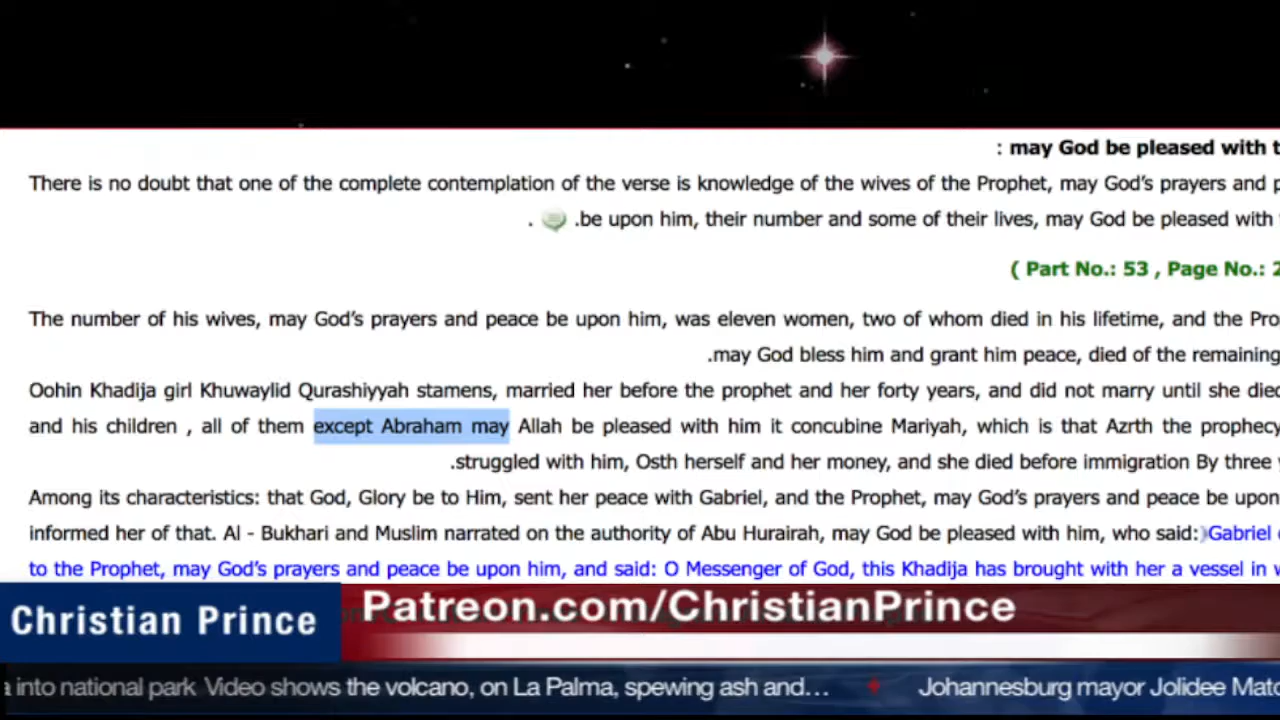 : may God be pleased with t
There is no doubt that one of the complete contemplation of the verse is knowledge of the wives of the Prophet, may God's prayers and p
. .be upon him, their number and some of their lives, may God be pleased with
( Part No.: 53 , Page No.: 2
The number of his wives, may God's prayers and peace be upon him, was eleven women, two of whom died in his lifetime, and the Pro
.may God bless him and grant him peace, died of the remaining
Oohin Khadija girl Khuwaylid Qurashiyyah stamens, married her before the prophet and her forty years, and did not marry until she died
and his children , all of them except Abraham may Allah be pleased with him it concubine Mariyah, which is that Azrth the prophecy
.struggled with him, Osth herself and her money, and she died before immigration By three
Among its characteristics: that God, Glory be to Him, sent her peace with Gabriel, and the Prophet, may God's prayers and peace be upon
informed her of that. Al - Bukhari and Muslim narrated on the authority of Abu Hurairah, may God be pleased with him, who said: Gabriel
to the Prophet, may God's prayers and peace be upon him, and said: O Messenger of God, this Khadija has brought with her a vessel in
Christian Prince
Patreon.com/ChristianPrince
a into national park Video shows the volcano, on La Palma, spewing ash and... Johannesburg mayor Jolidee Mat